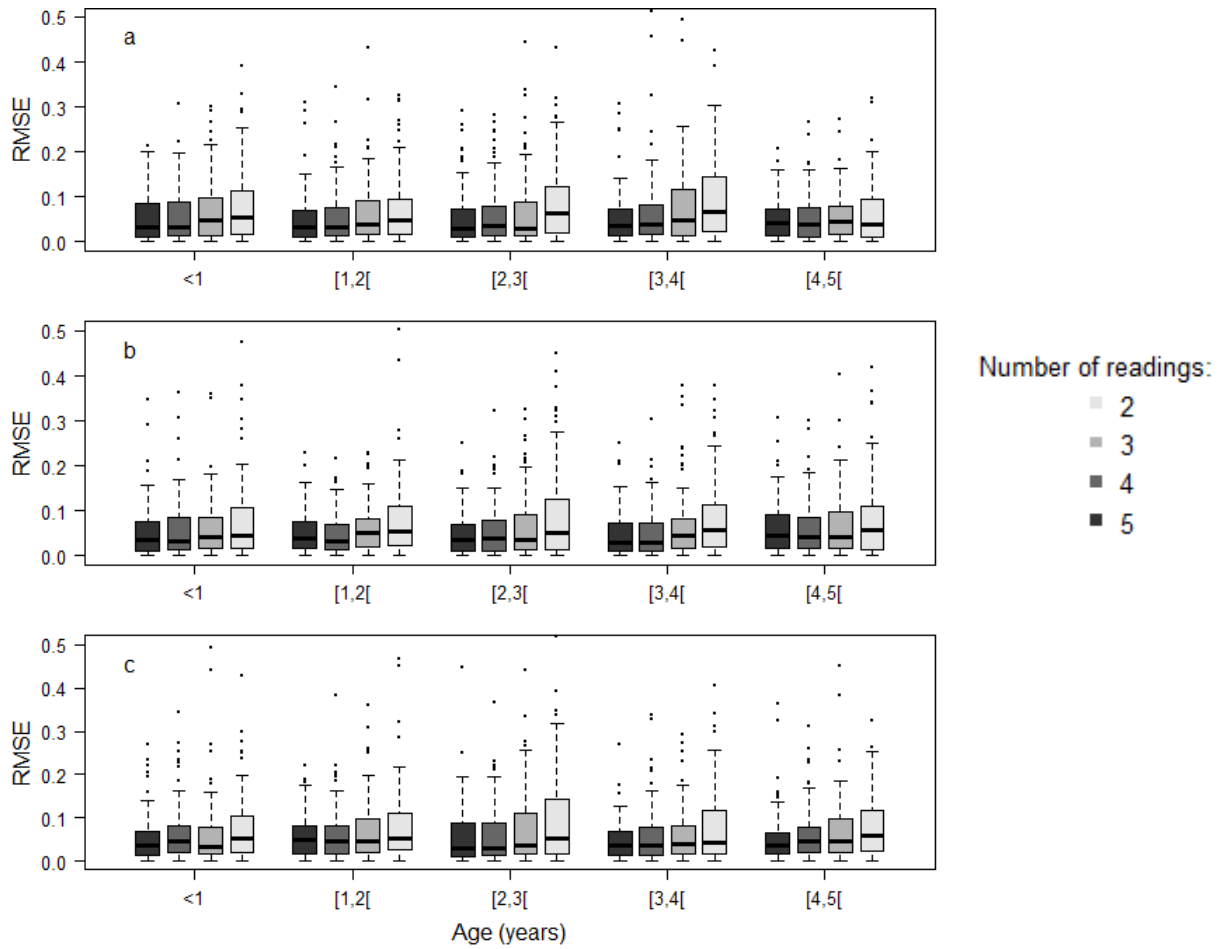 a
RMSE
0.5
0.4
0.3
0.2
0.1
0.0
<1 [1,2[ [2,3[ [3,4[ [4,5[
b
RMSE
0.5
0.4
0.3
0.2
0.1
0.0
<1 [1,2[ [2,3[ [3,4[ [4,5[
Number of readings:
2
3
4
5
c
RMSE
0.5
0.4
0.3
0.2
0.1
0.0
<1 [1,2[ [2,3[ [3,4[ [4,5[
Age (years)